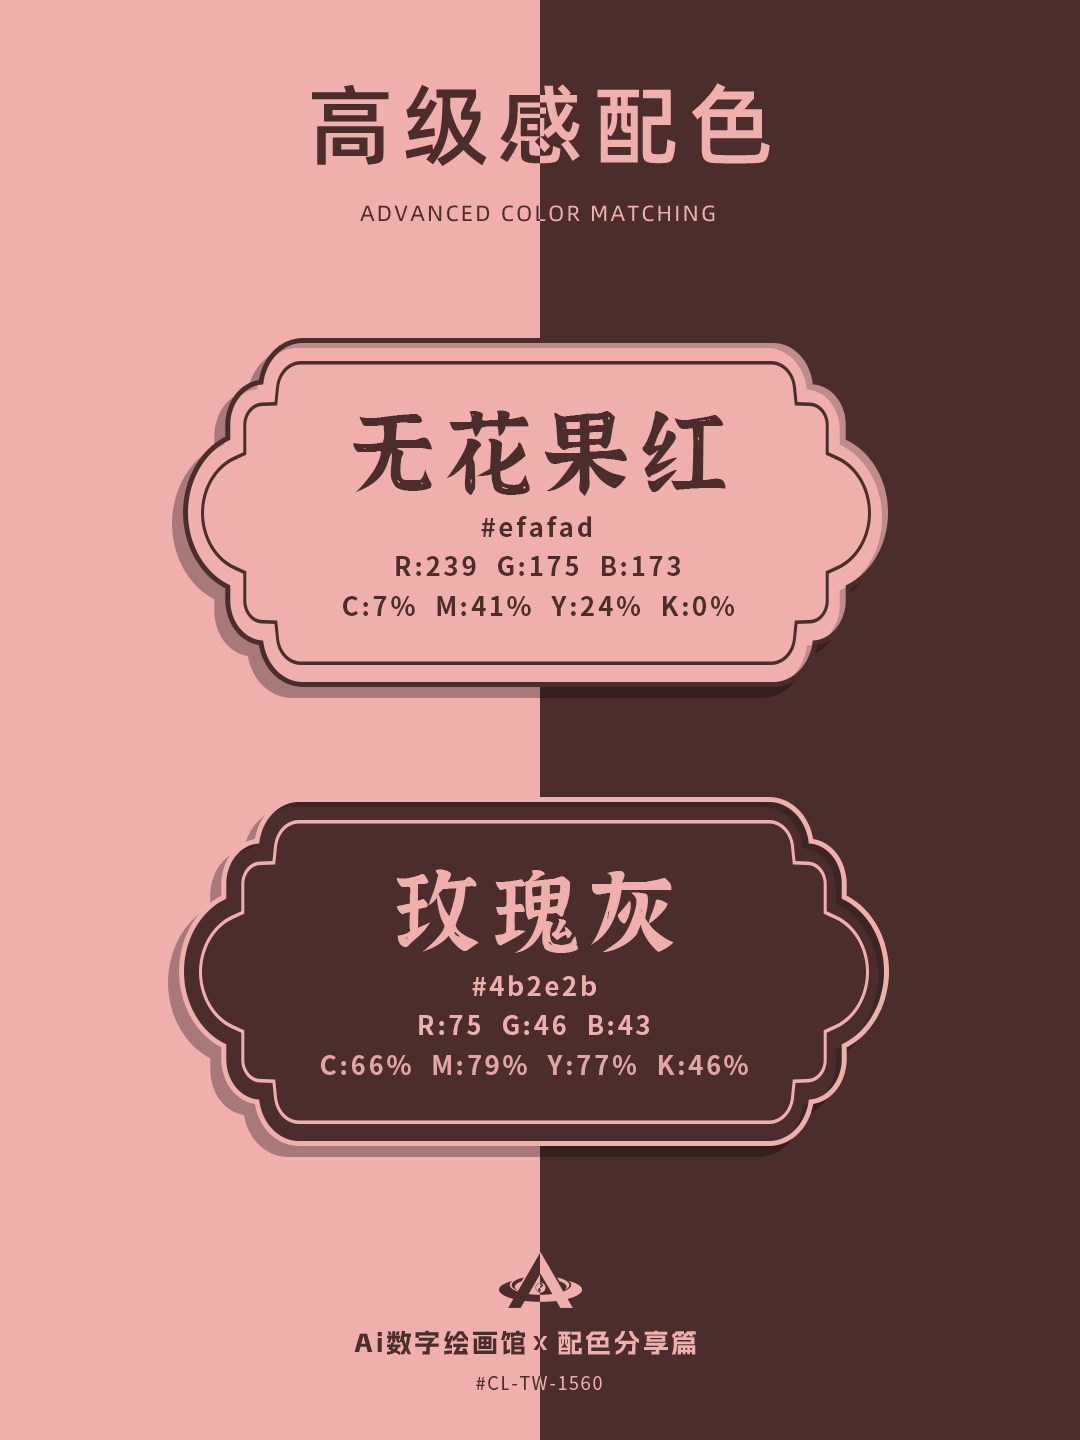 高级感配色
ADVANCED COLOR MATCHING
无花果红
#efafad
R:239 G:175 B:173
C:7% M:41% Y:24% K:0%
玫瑰灰
#4b2e2b
R:75 G:46 B:43
C:66% M:79% Y:77% K:46%
Ai数字绘画馆 x 配色分享篇
#CL-TW-1560